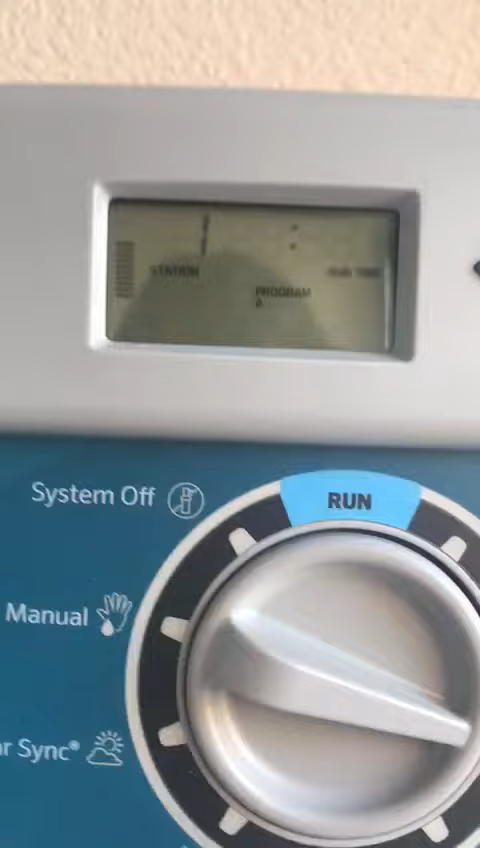 STATION
RUN TIME
PROGRAM
A
System Off
RUN
Manual
r Sync®